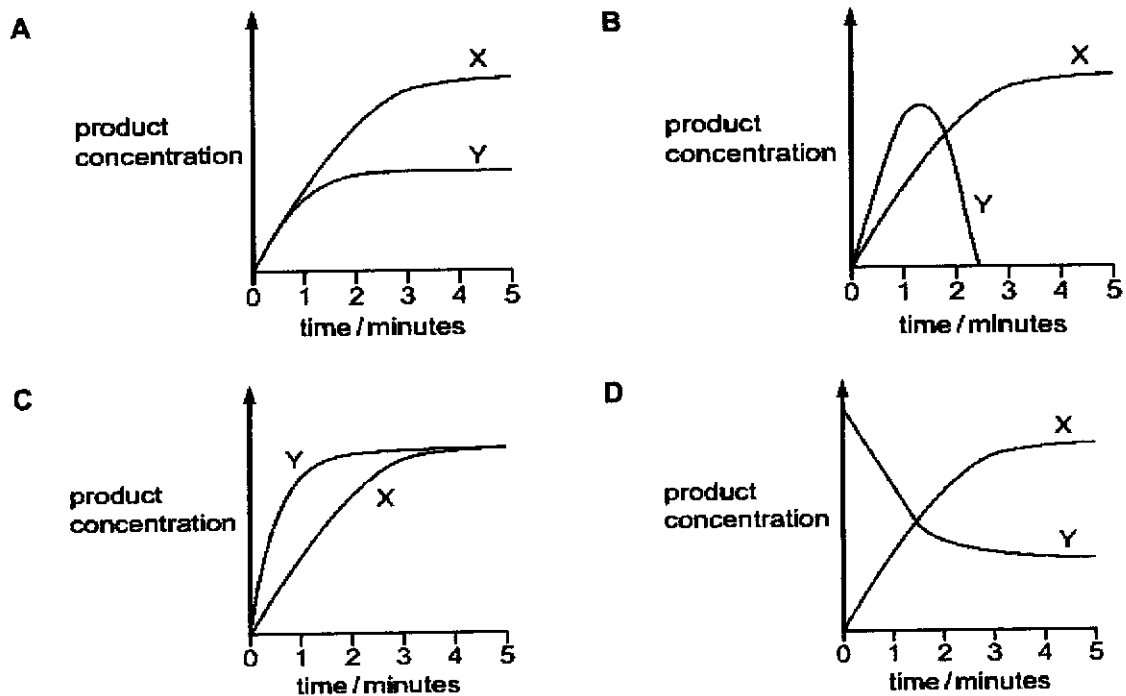 A
product
concentration
X
Y
0 1 2 3 4 5
time/minutes
B
product
concentration
X
Y
0 1 2 3 4 5
time/minutes
C
product
concentration
Y
X
0 1 2 3 4 5
time/minutes
D
product
concentration
X
Y
0 1 2 3 4 5
time/minutes